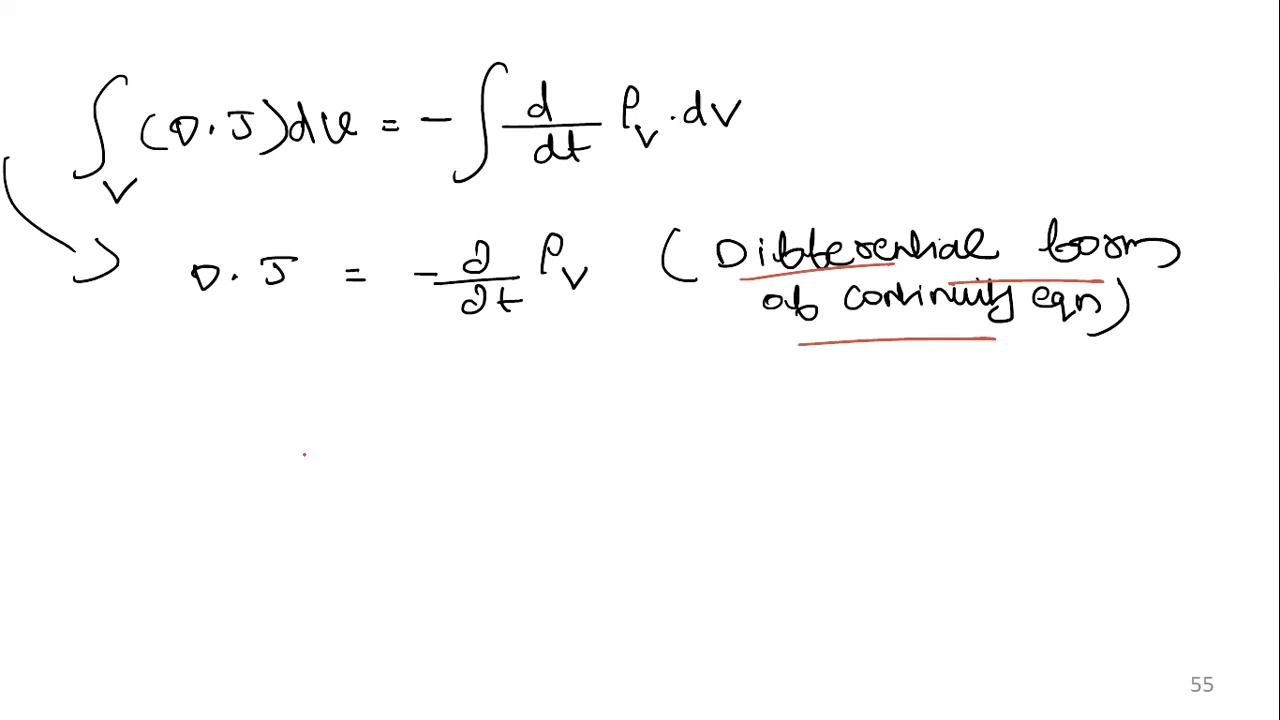 ∫_V (∇·J)dv = -∫ d/dt ρ_v · dv
∇·J = -∂/∂t ρ_v (Differential form
of continuity eqn)
55